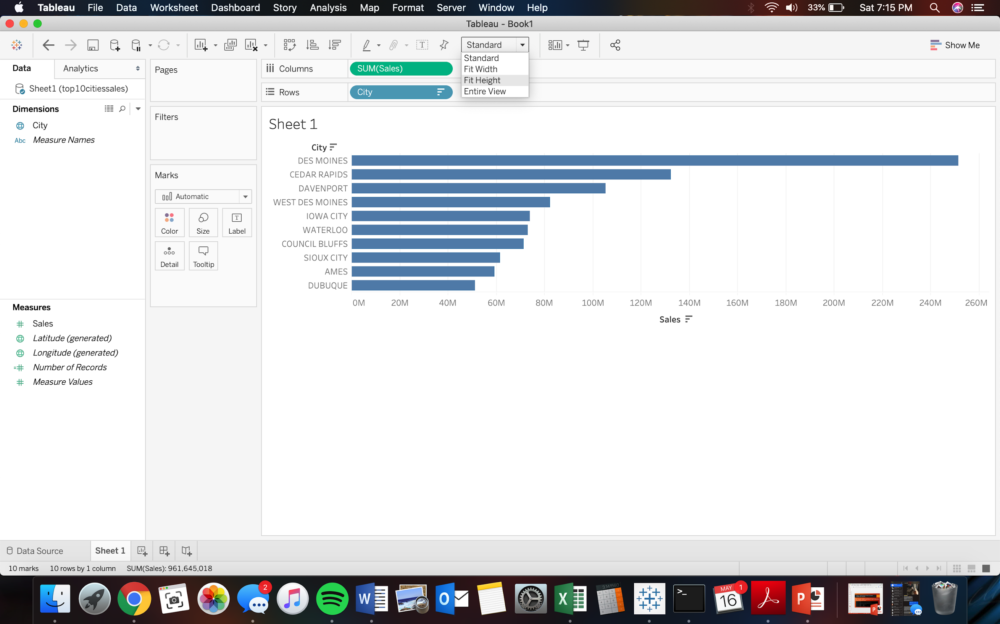 Tableau File Data Worksheet Dashboard Story Analysis Map Format Server Window Help 33% Sat 7:15 PM
Tableau - Book1
Standard Show Me
Standard
Fit Width
Fit Height
Entire View
Data Analytics
Sheet1 (top10citiessales)
Dimensions
City
Abc Measure Names
Measures
Sales
Latitude (generated)
Longitude (generated)
Number of Records
Measure Values
Pages
Filters
Marks
Automatic
Color Size Label
Detail Tooltip
Columns SUM(Sales)
Rows City
Sheet 1
City
DES MOINES
CEDAR RAPIDS
DAVENPORT
WEST DES MOINES
IOWA CITY
WATERLOO
COUNCIL BLUFFS
SIOUX CITY
AMES
DUBUQUE
0M 20M 40M 60M 80M 100M 120M 140M 160M 180M 200M 220M 240M 260M
Sales
Data Source Sheet 1
10 marks 10 rows by 1 column SUM(Sales): 961,645,018
2
W
O
X
3.141593
>_
MAY
16
1
P